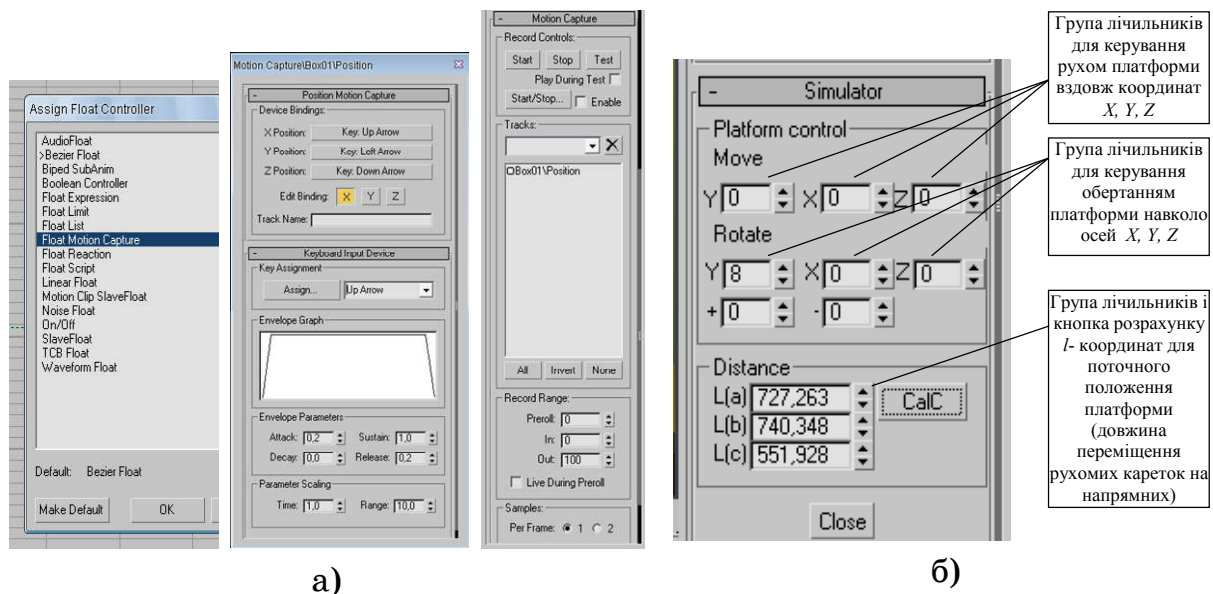 Assign Float Controller
AudioFloat
>Bezier Float
Biped SubAnim
Boolean Controller
Float Expression
Float Limit
Float List
Float Motion Capture
Float Reaction
Float Script
Linear Float
Motion Clip SlaveFloat
Noise Float
On/Off
SlaveFloat
TCB Float
Waveform Float
Default: Bezier Float
Make Default OK
Motion Capture\Box01\Position
- Position Motion Capture
Device Bindings:
X Position: Key: Up Arrow
Y Position: Key: Left Arrow
Z Position: Key: Down Arrow
Edit Binding: X Y Z
Track Name:
- Keyboard Input Device
Key Assignment
Assign... Up Arrow
Envelope Graph
Envelope Parameters
Attack: 0,2 Sustain: 1,0
Decay: 0,0 Release: 0,2
Parameter Scaling
Time: 1,0 Range: 10,0
- Motion Capture
Record Controls:
Start Stop Test
Play During Test
Start/Stop... Enable
Tracks:
Box01\Position
All Invert None
Record Range:
Preroll: 0
In: 0
Out: 100
Live During Preroll
Samples:
Per Frame: 1 2
а)
- Simulator
Platform control
Move
Y 0 X 0 Z 0
Rotate
Y 8 X 0 Z 0
+ 0 - 0
Distance
L(a) 727,263 CalC
L(b) 740,348
L(c) 551,928
Close
б)
Група лічильників
для керування
рухом платформи
вздовж координат
X, Y, Z
Група лічильників
для керування
обертанням
платформи навколо
осей X, Y, Z
Група лічильників і
кнопка розрахунку
l- координат для
поточного
положення
платформи
(довжина
переміщення
рухомих кареток на
напрямних)